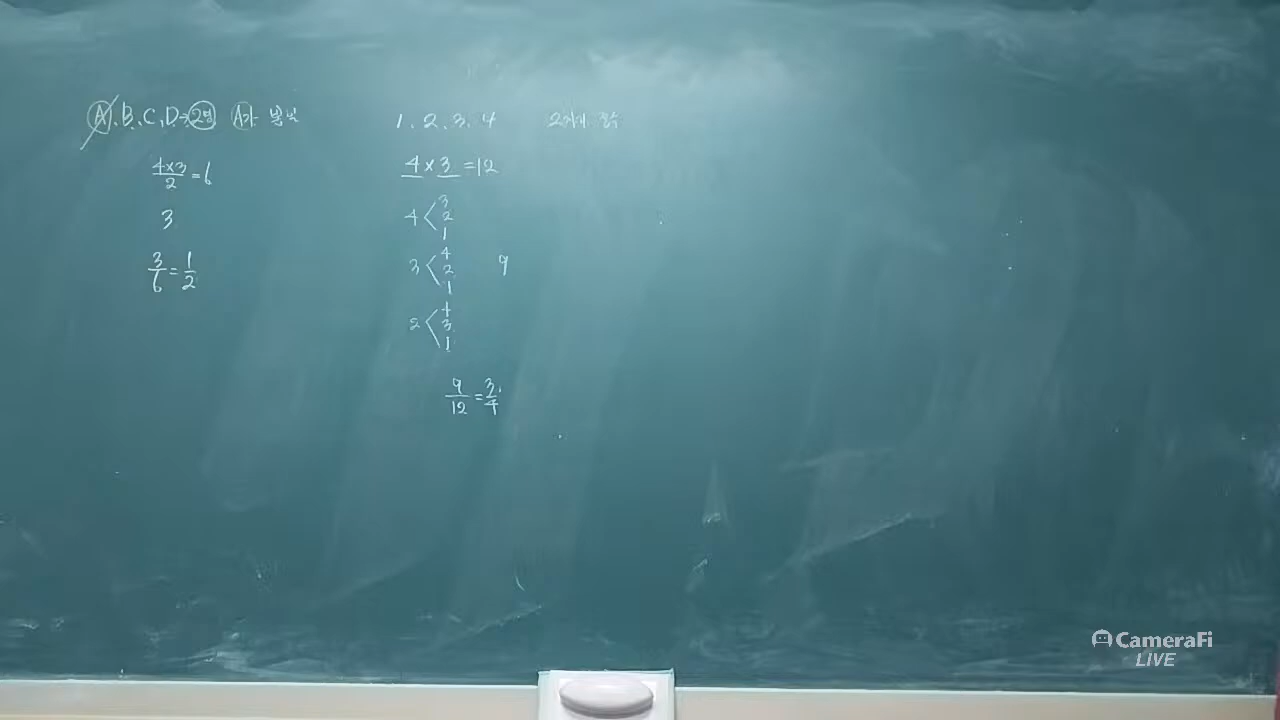 A, B, C, D → 2명 A가 뽑힐
4×3/2 = 6
3
3/6 = 1/2
1, 2, 3, 4
4 × 3 = 12
4 < 3 2 1
3 < 4 2 1 9
2 < 4 3 1
9/12 = 3/4
CameraFi
LIVE